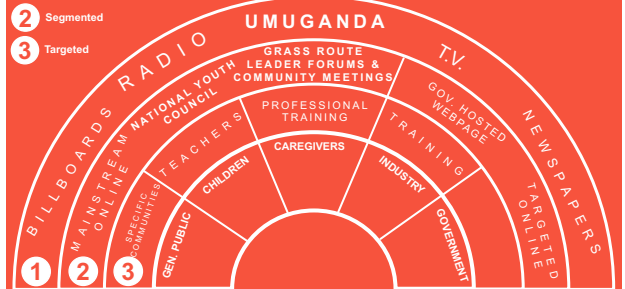 2 Segmented
3 Targeted
BILLBOARDS
RADIO
UMUGANDA
T.V.
NEWSPAPERS
MAINSTREAM
ONLINE
NATIONAL YOUTH
COUNCIL
GRASS ROUTE
LEADER FORUMS &
COMMUNITY MEETINGS
GOV. HOSTED
WEBPAGE
TARGETED
ONLINE
SPECIFIC
COMMUNITIES
TEACHERS
PROFESSIONAL
TRAINING
TRAINING
GEN. PUBLIC
CHILDREN
CAREGIVERS
INDUSTRY
GOVERNMENT
1
2
3